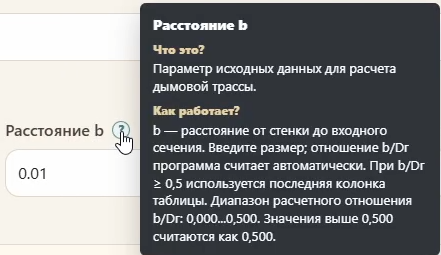 Расстояние b
Что это?
Параметр исходных данных для расчета
дымовой трассы.
Как работает?
b — расстояние от стенки до входного
сечения. Введите размер; отношение b/Dr
программа считает автоматически. При b/Dr
≥ 0,5 используется последняя колонка
таблицы. Диапазон расчетного отношения
b/Dr: 0,000...0,500. Значения выше 0,500
считаются как 0,500.
Расстояние b ?
0.01